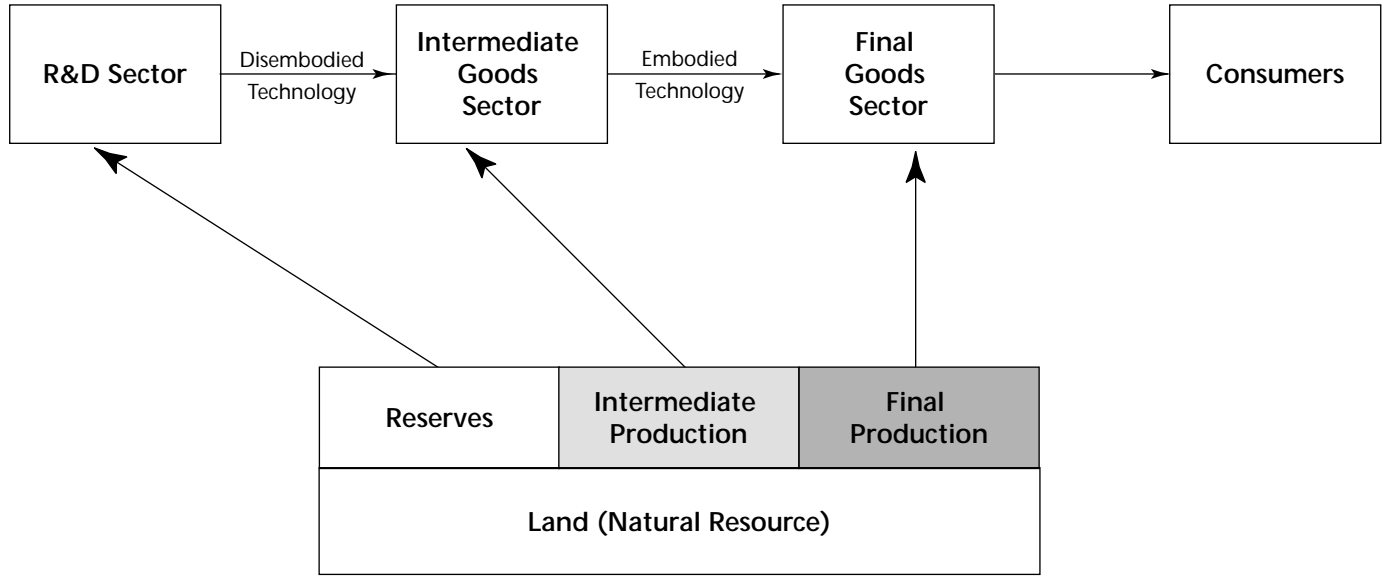 R&D Sector
Disembodied
Technology
Intermediate
Goods
Sector
Embodied
Technology
Final
Goods
Sector
Consumers
Reserves
Intermediate
Production
Final
Production
Land (Natural Resource)